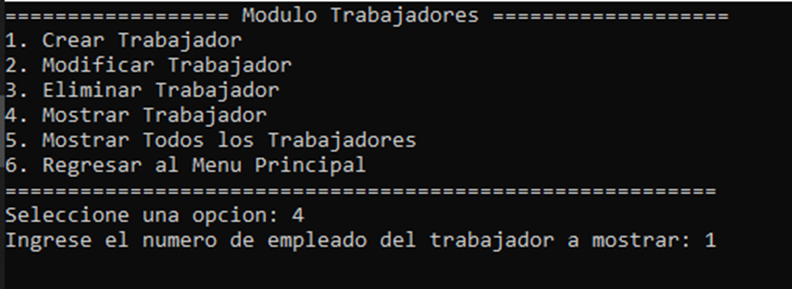 ================== Modulo Trabajadores ===================
1. Crear Trabajador
2. Modificar Trabajador
3. Eliminar Trabajador
4. Mostrar Trabajador
5. Mostrar Todos los Trabajadores
6. Regresar al Menu Principal
=========================================================
Seleccione una opcion: 4
Ingrese el numero de empleado del trabajador a mostrar: 1